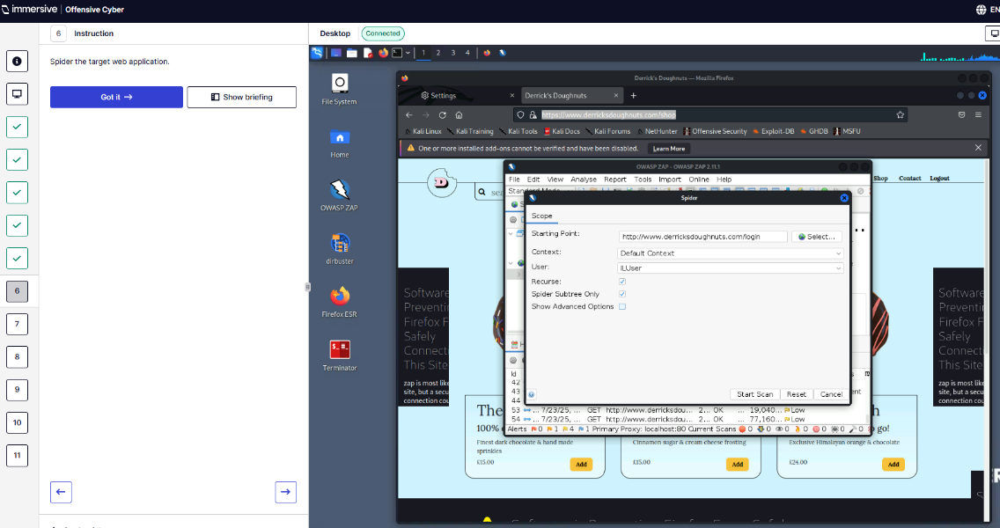 immersive | Offensive Cyber
EN
6 Instruction
Desktop
Connected
Spider the target web application.
Got it →
Show briefing
6
7
8
9
10
11
1 2 3 4
File System
Home
OWASP ZAP
dirbuster
Firefox ESR
Terminator
Derrick's Doughnuts — Mozilla Firefox
Settings
Derrick's Doughnuts
https://www.derricksdoughnuts.com/shop
Kali Linux
Kali Training
Kali Tools
Kali Docs
Kali Forums
NetHunter
Offensive Security
Exploit-DB
GHDB
MSFU
One or more installed add-ons cannot be verified and have been disabled.
Learn More
Shop Contact Logout
OWASP ZAP - OWASP ZAP 2.11.1
File Edit View Analyse Report Tools Import Online Help
Spider
Scope
Starting Point:
http://www.derricksdoughnuts.com/login
Select...
Context:
Default Context
User:
ILUser
Recurse:
Spider Subtree Only
Show Advanced Options
Start Scan
Reset
Cancel
Id
42
43
44
53 ... 7/23/25, ... GET http://www.derricksdou... 2... OK ... 19,040... Low
54 ... 7/23/25, ... GET http://www.derricksdou... 2... OK ... 77,160... Low
Alerts 0 1 4 1 Primary Proxy: localhost:80 Current Scans 0 0 0 0 0 0 0
Software
Preventi
Firefox F
Safely
Connecti
This Site
zap is most like
site, but a secu
connection cou
Software
Preventin
Firefox F
Safely
Connect
This Site
zap is most lik
site, but a sec
connection cou
The
100%
Finest dark chocolate & hand made
sprinkles
£15.00
Add
Cinnamon sugar & cream cheese frosting
£15.00
Add
go!
Exclusive Himalayan orange & chocolate
£24.00
Add